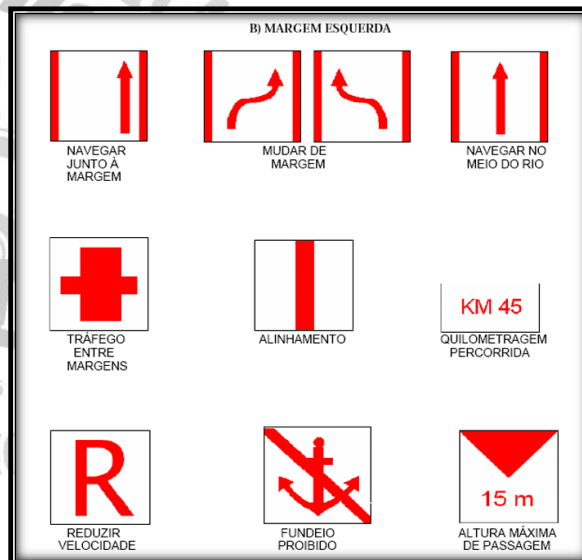 B) MARGEM ESQUERDA
NAVEGAR
JUNTO À
MARGEM
MUDAR DE
MARGEM
NAVEGAR NO
MEIO DO RIO
TRÁFEGO
ENTRE
MARGENS
ALINHAMENTO
KM 45
QUILOMETRAGEM
PERCORRIDA
R
REDUZIR
VELOCIDADE
FUNDEIO
PROIBIDO
15 m
ALTURA MÁXIMA
DE PASSAGEM